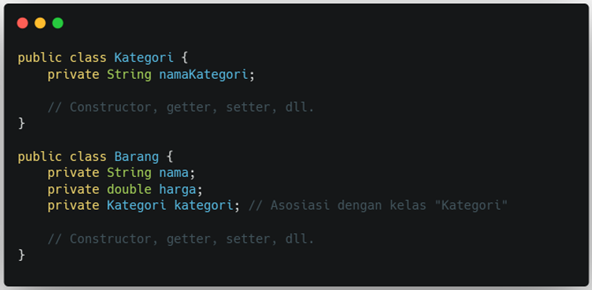 public class Kategori {
    private String namaKategori;
    // Constructor, getter, setter, dll.
}
public class Barang {
    private String nama;
    private double harga;
    private Kategori kategori; // Asosiasi dengan kelas "Kategori"
    // Constructor, getter, setter, dll.
}